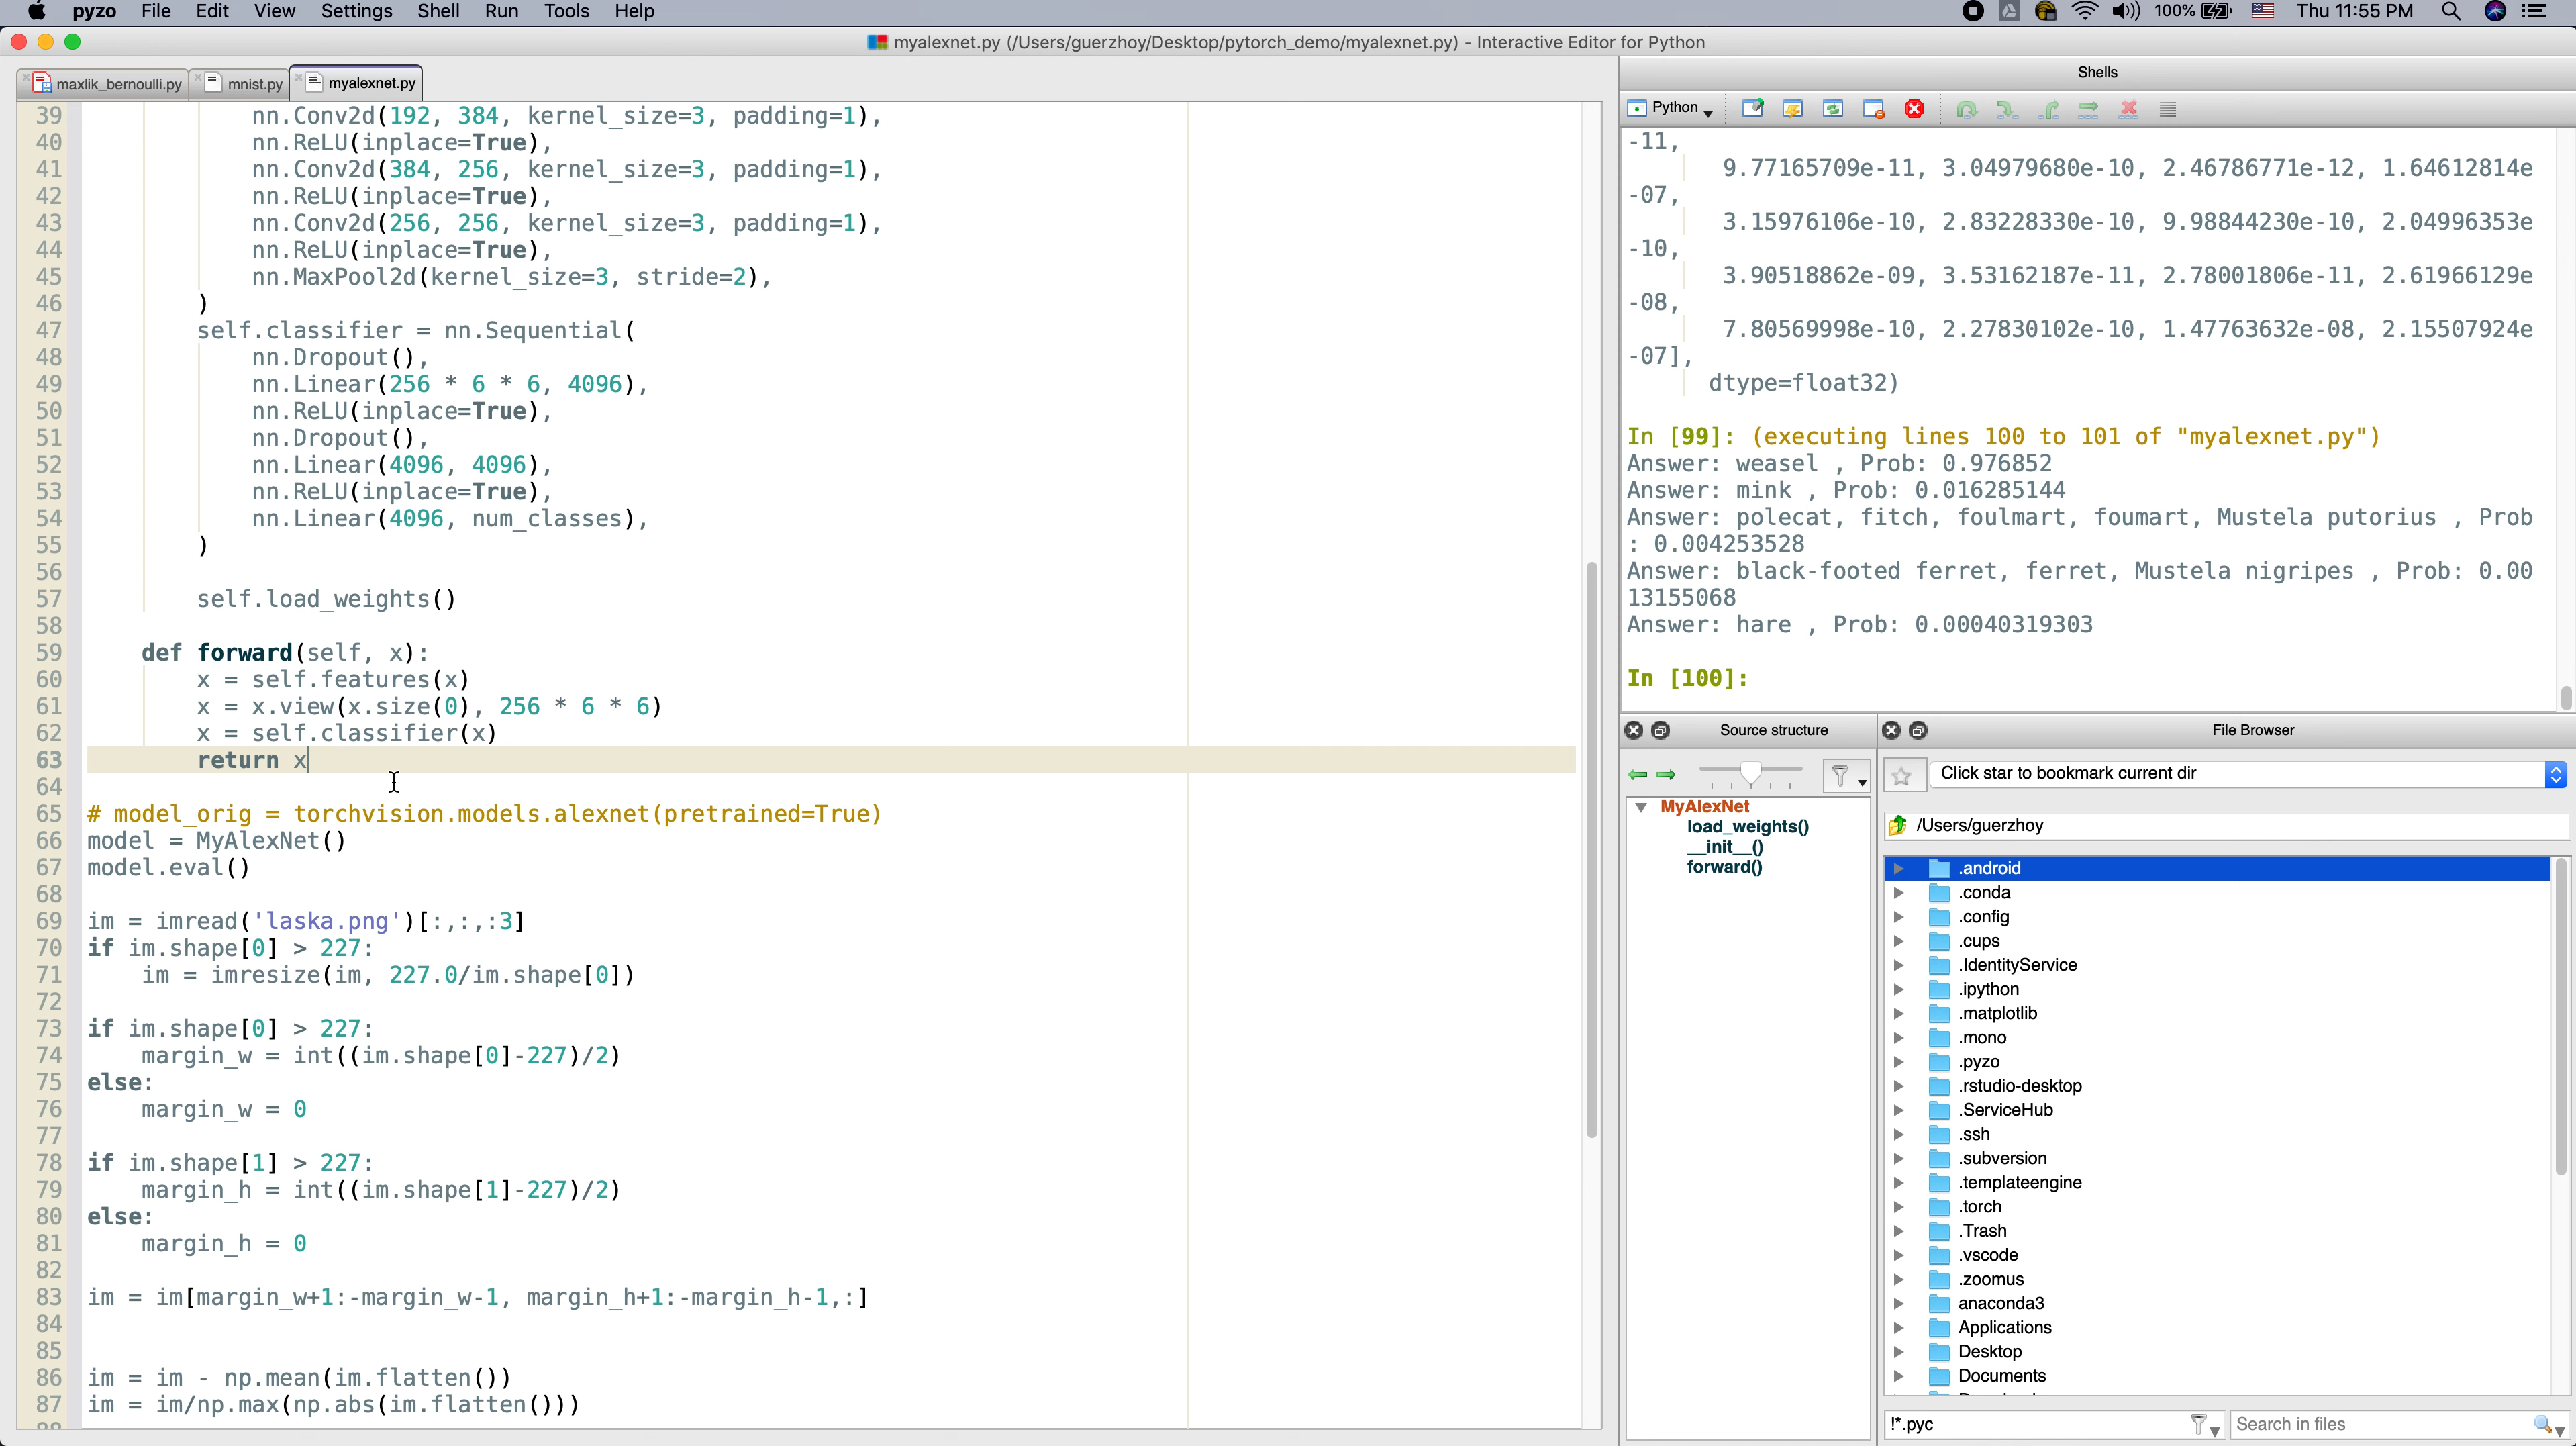 pyzo File Edit View Settings Shell Run Tools Help 100% Thu 11:55 PM
myalexnet.py (/Users/guerzhoy/Desktop/pytorch_demo/myalexnet.py) - Interactive Editor for Python
maxlik_bernoulli.py mnist.py myalexnet.py
39 nn.Conv2d(192, 384, kernel_size=3, padding=1),
40 nn.ReLU(inplace=True),
41 nn.Conv2d(384, 256, kernel_size=3, padding=1),
42 nn.ReLU(inplace=True),
43 nn.Conv2d(256, 256, kernel_size=3, padding=1),
44 nn.ReLU(inplace=True),
45 nn.MaxPool2d(kernel_size=3, stride=2),
46 )
47 self.classifier = nn.Sequential(
48 nn.Dropout(),
49 nn.Linear(256 * 6 * 6, 4096),
50 nn.ReLU(inplace=True),
51 nn.Dropout(),
52 nn.Linear(4096, 4096),
53 nn.ReLU(inplace=True),
54 nn.Linear(4096, num_classes),
55 )
56
57 self.load_weights()
58
59 def forward(self, x):
60 x = self.features(x)
61 x = x.view(x.size(0), 256 * 6 * 6)
62 x = self.classifier(x)
63 return x
64
65 # model_orig = torchvision.models.alexnet(pretrained=True)
66 model = MyAlexNet()
67 model.eval()
68
69 im = imread('laska.png')[:,:,:3]
70 if im.shape[0] > 227:
71 im = imresize(im, 227.0/im.shape[0])
72
73 if im.shape[0] > 227:
74 margin_w = int((im.shape[0]-227)/2)
75 else:
76 margin_w = 0
77
78 if im.shape[1] > 227:
79 margin_h = int((im.shape[1]-227)/2)
80 else:
81 margin_h = 0
82
83 im = im[margin_w+1:-margin_w-1, margin_h+1:-margin_h-1,:]
84
85
86 im = im - np.mean(im.flatten())
87 im = im/np.max(np.abs(im.flatten()))
Shells
Python
-11,
9.77165709e-11, 3.04979680e-10, 2.46786771e-12, 1.64612814e
-07,
3.15976106e-10, 2.83228330e-10, 9.98844230e-10, 2.04996353e
-10,
3.90518862e-09, 3.53162187e-11, 2.78001806e-11, 2.61966129e
-08,
7.80569998e-10, 2.27830102e-10, 1.47763632e-08, 2.15507924e
-07],
dtype=float32)
In [99]: (executing lines 100 to 101 of "myalexnet.py")
Answer: weasel , Prob: 0.976852
Answer: mink , Prob: 0.016285144
Answer: polecat, fitch, foulmart, foumart, Mustela putorius , Prob
: 0.004253528
Answer: black-footed ferret, ferret, Mustela nigripes , Prob: 0.00
13155068
Answer: hare , Prob: 0.00040319303
In [100]:
Source structure
MyAlexNet
load_weights()
__init__()
forward()
File Browser
Click star to bookmark current dir
/Users/guerzhoy
.android
.conda
.config
.cups
.IdentityService
.ipython
.matplotlib
.mono
.pyzo
.rstudio-desktop
.ServiceHub
.ssh
.subversion
.templateengine
.torch
.Trash
.vscode
.zoomus
anaconda3
Applications
Desktop
Documents
!*.pyc
Search in files